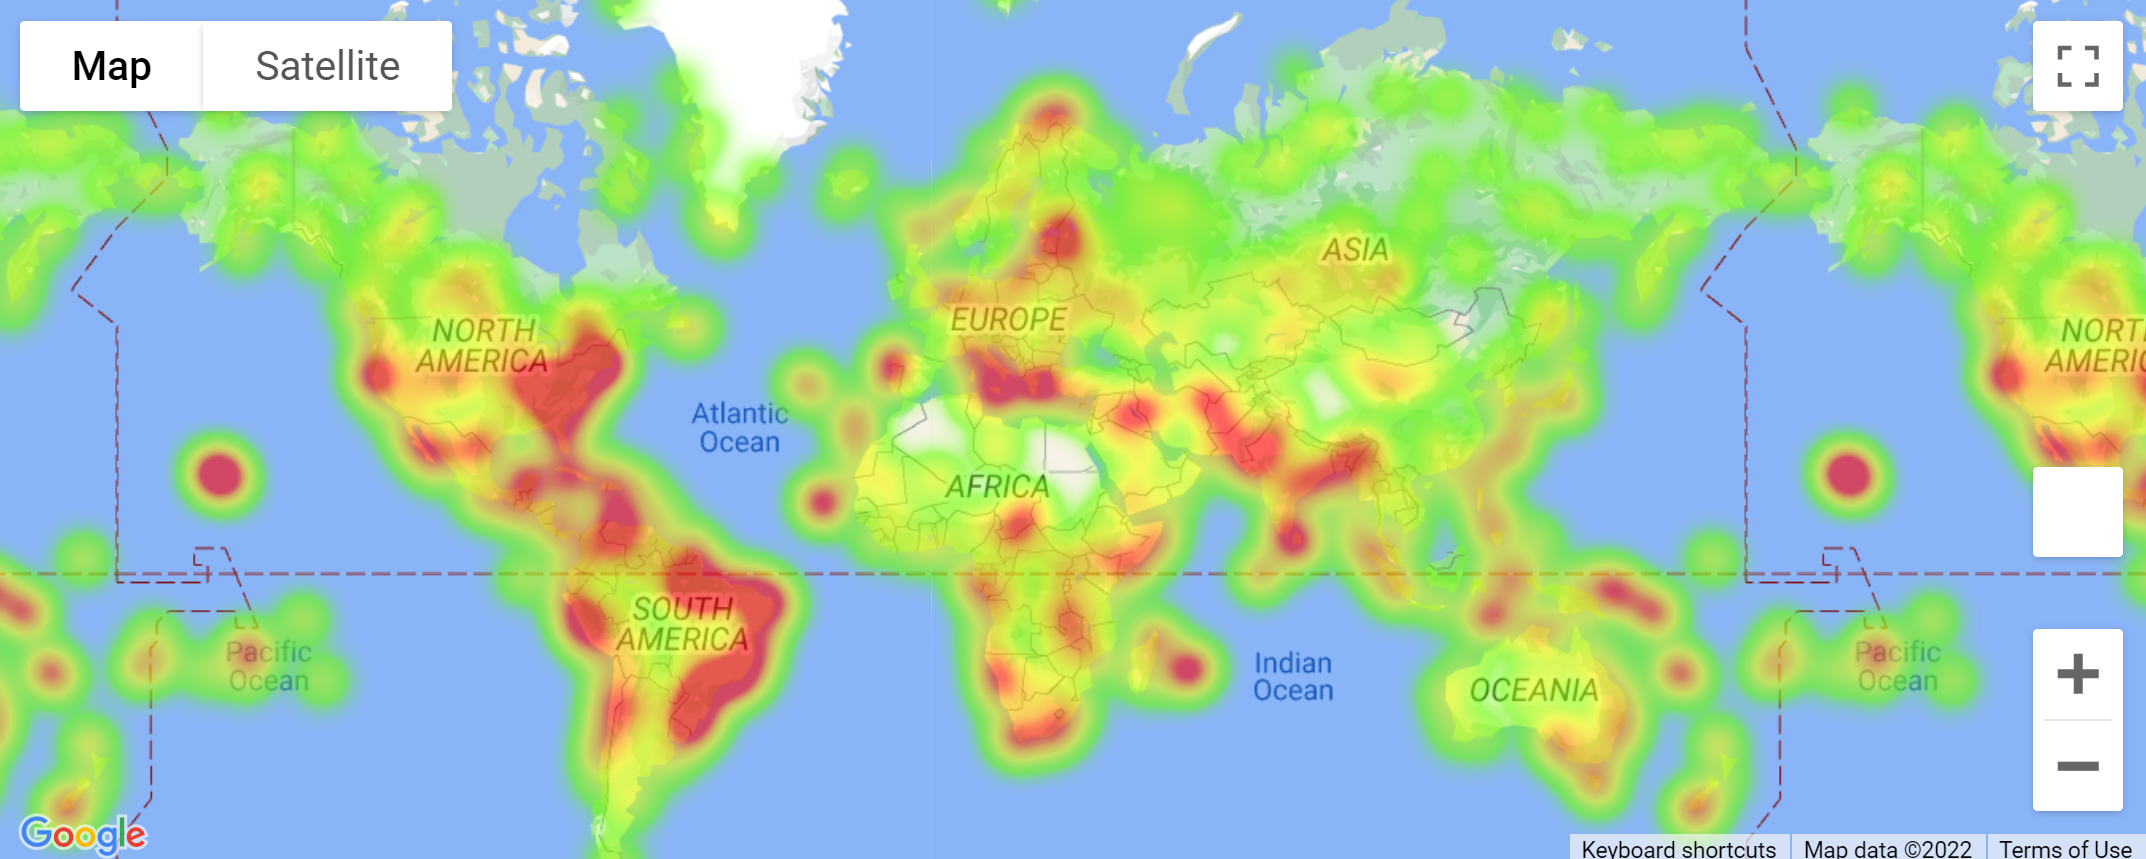 Map
Satellite
ASIA
EUROPE
NORTH
AMERICA
NORT
AMERIC
Atlantic
Ocean
AFRICA
SOUTH
AMERICA
Pacific
Ocean
Indian
Ocean
OCEANIA
Pacific
Ocean
Google
Keyboard shortcuts
Map data ©2022
Terms of Use